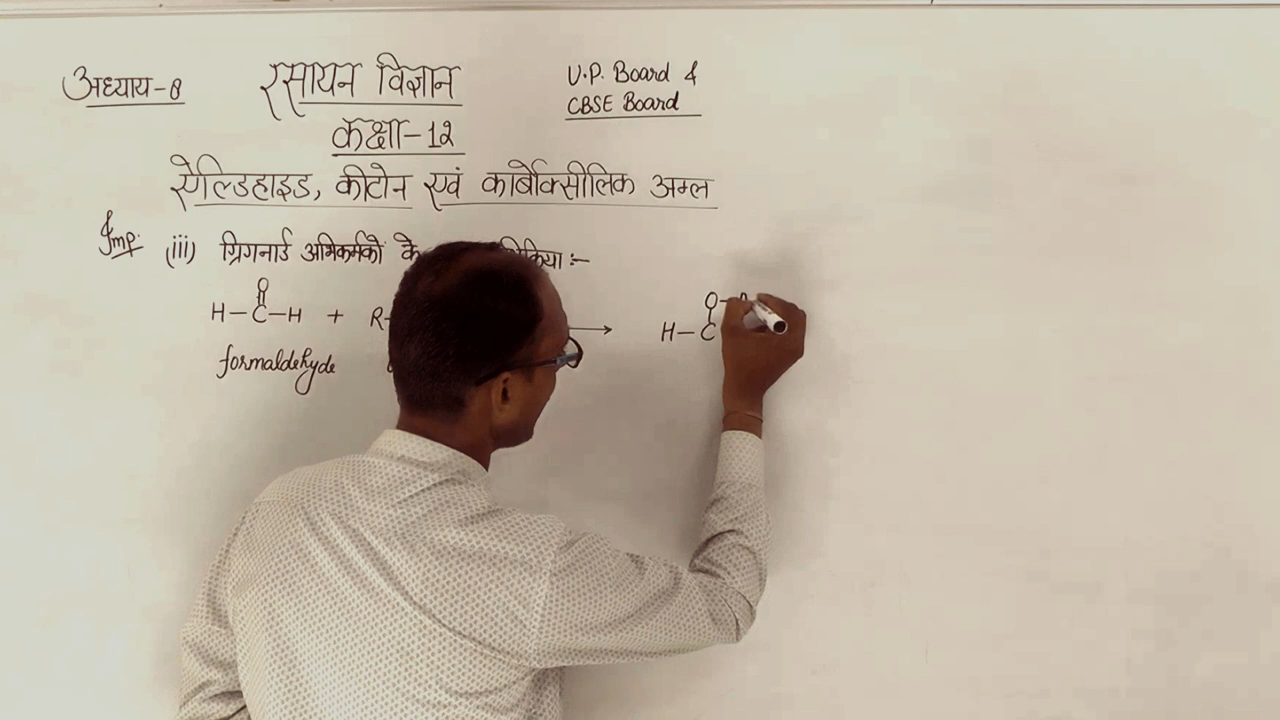 अध्याय-8
रसायन विज्ञान
U.P. Board &
CBSE Board
कक्षा-12
ऐल्डिहाइड, कीटोन एवं कार्बोक्सीलिक अम्ल
Imp. (iii) ग्रिगनार्ड अभिकर्मकों के
O O
H-C-H + R- → H-C
formaldehyde